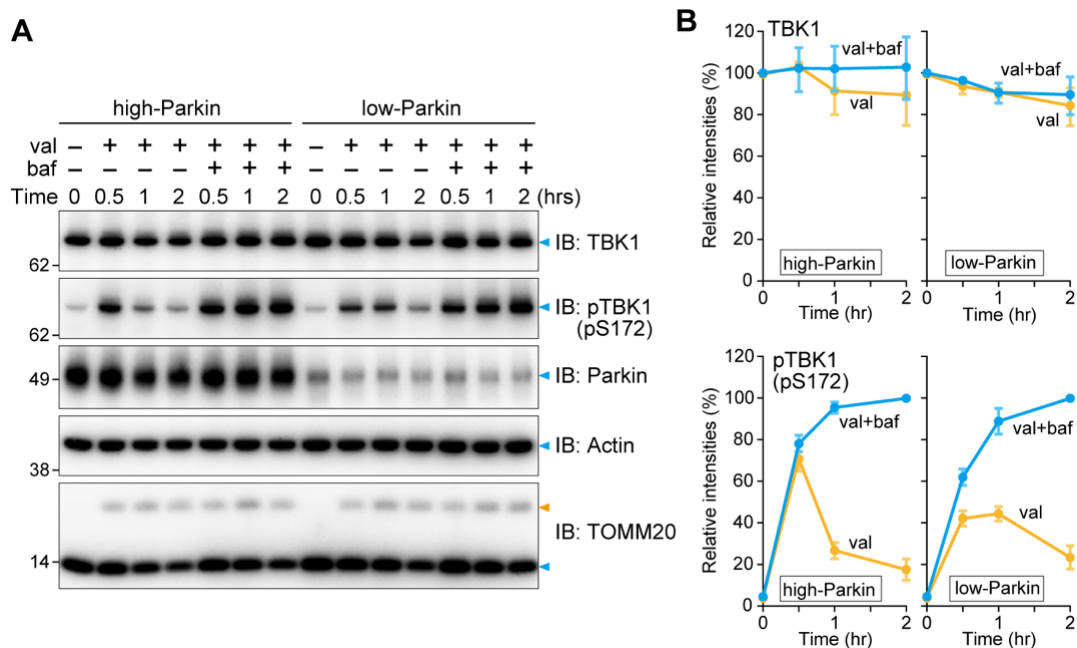 A
high-Parkin low-Parkin
val – + + + + + + – + + + + + +
baf – – – – + + + – – – – + + +
Time 0 0.5 1 2 0.5 1 2 0 0.5 1 2 0.5 1 2 (hrs)
IB: TBK1
62
IB: pTBK1
(pS172)
62
IB: Parkin
49
IB: Actin
38
IB: TOMM20
14
B
TBK1
Relative intensities (%)
120
100
80
60
40
20
0
val+baf
val
high-Parkin
0 1 2
Time (hr)
val+baf
val
low-Parkin
0 1 2
Time (hr)
pTBK1
(pS172)
Relative intensities (%)
120
100
80
60
40
20
0
val+baf
val
high-Parkin
0 1 2
Time (hr)
val+baf
val
low-Parkin
0 1 2
Time (hr)